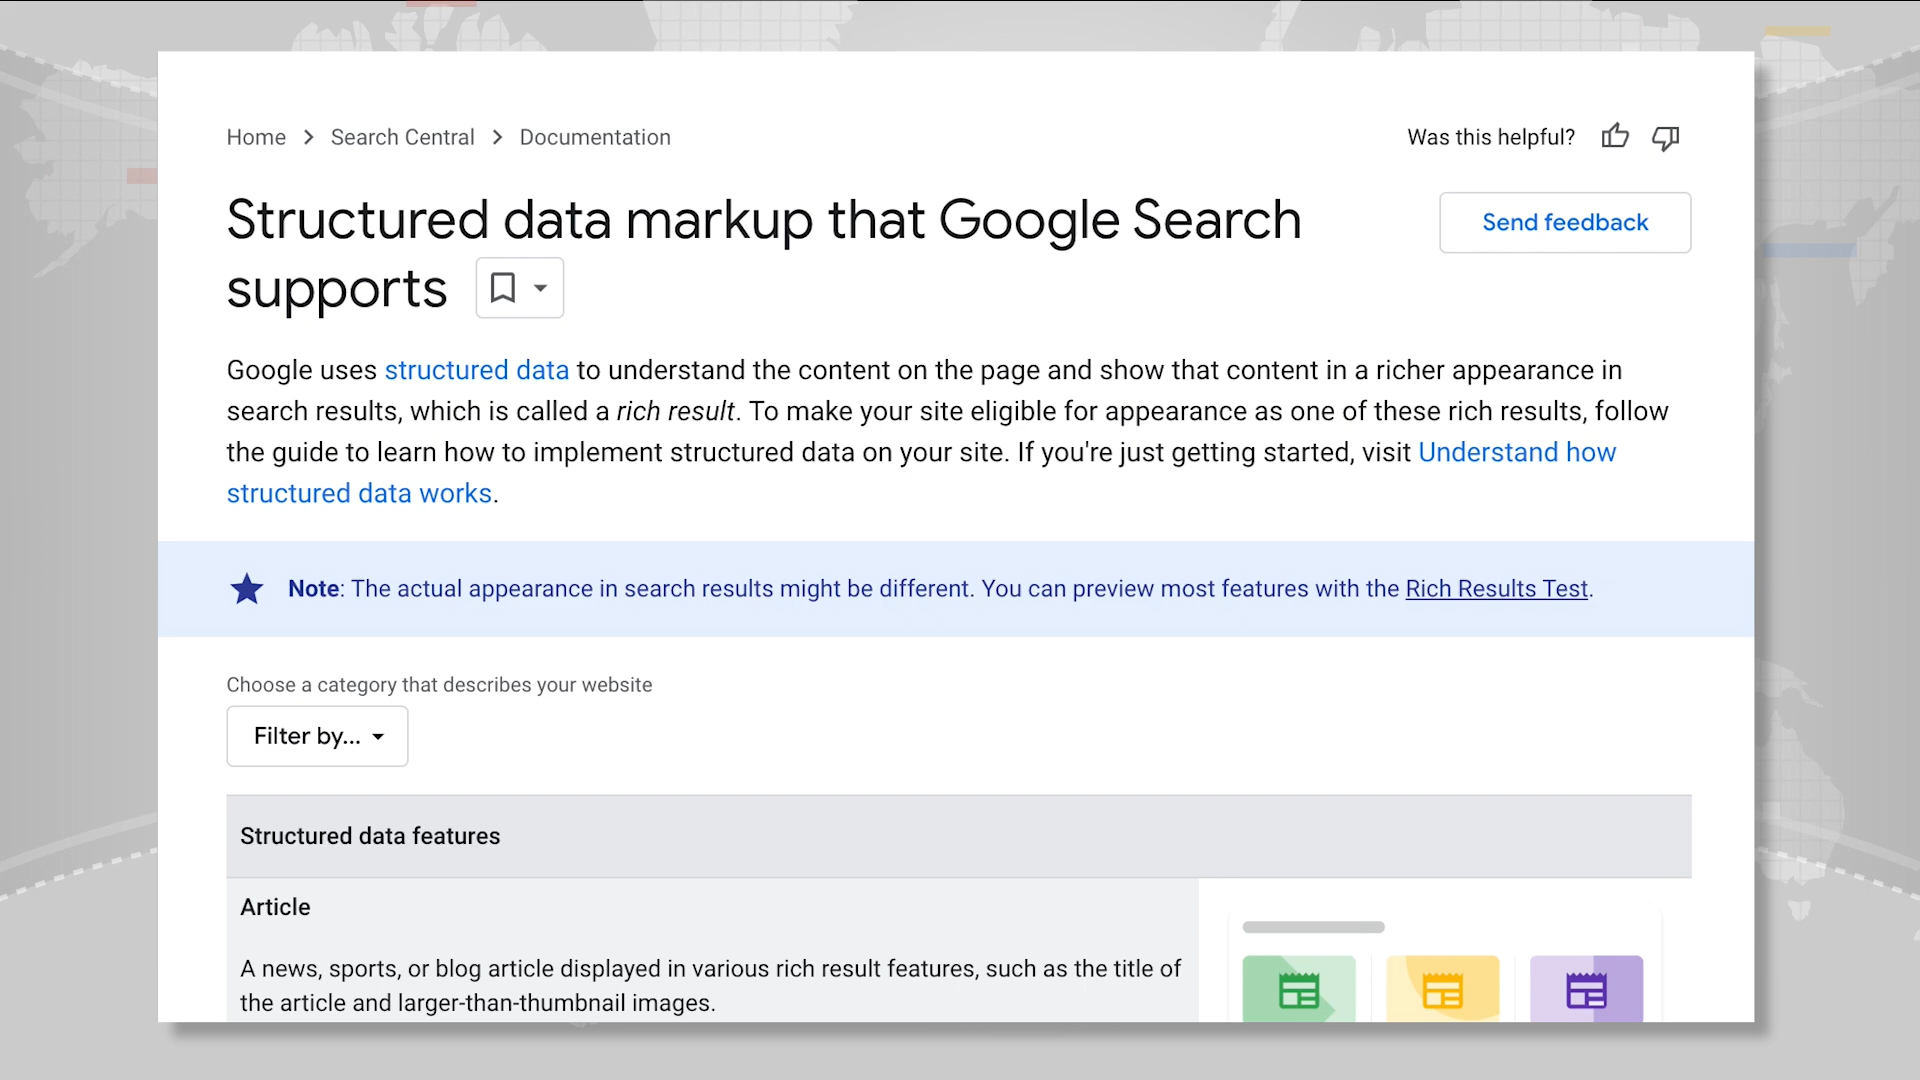 Home > Search Central > Documentation
Was this helpful?
Structured data markup that Google Search
supports
Send feedback
Google uses structured data to understand the content on the page and show that content in a richer appearance in
search results, which is called a rich result. To make your site eligible for appearance as one of these rich results, follow
the guide to learn how to implement structured data on your site. If you're just getting started, visit Understand how
structured data works.
Note: The actual appearance in search results might be different. You can preview most features with the Rich Results Test.
Choose a category that describes your website
Filter by...
Structured data features
Article
A news, sports, or blog article displayed in various rich result features, such as the title of
the article and larger-than-thumbnail images.